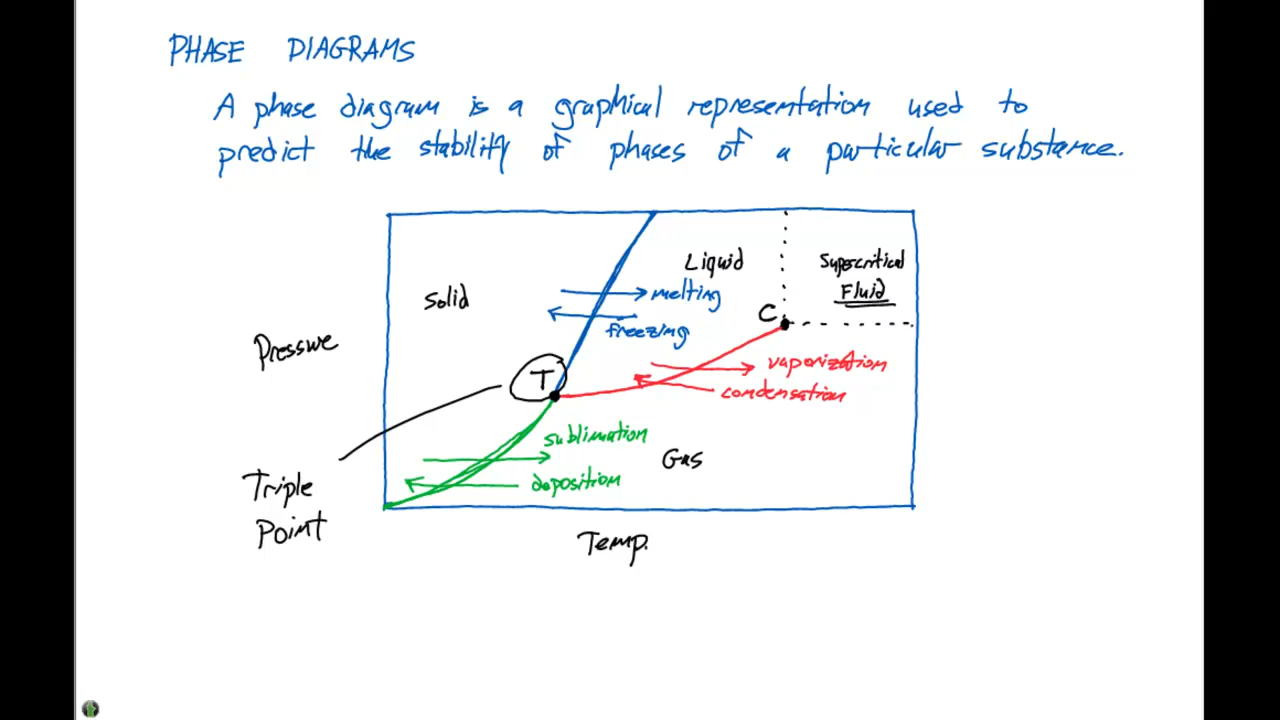 PHASE DIAGRAMS
A phase diagram is a graphical representation used to
predict the stability of phases of a particular substance.
Liquid
Supercritical
Fluid
Solid
melting
C
freezing
Pressure
vaporization
T
condensation
sublimation
Gas
deposition
Triple
Point
Temp.